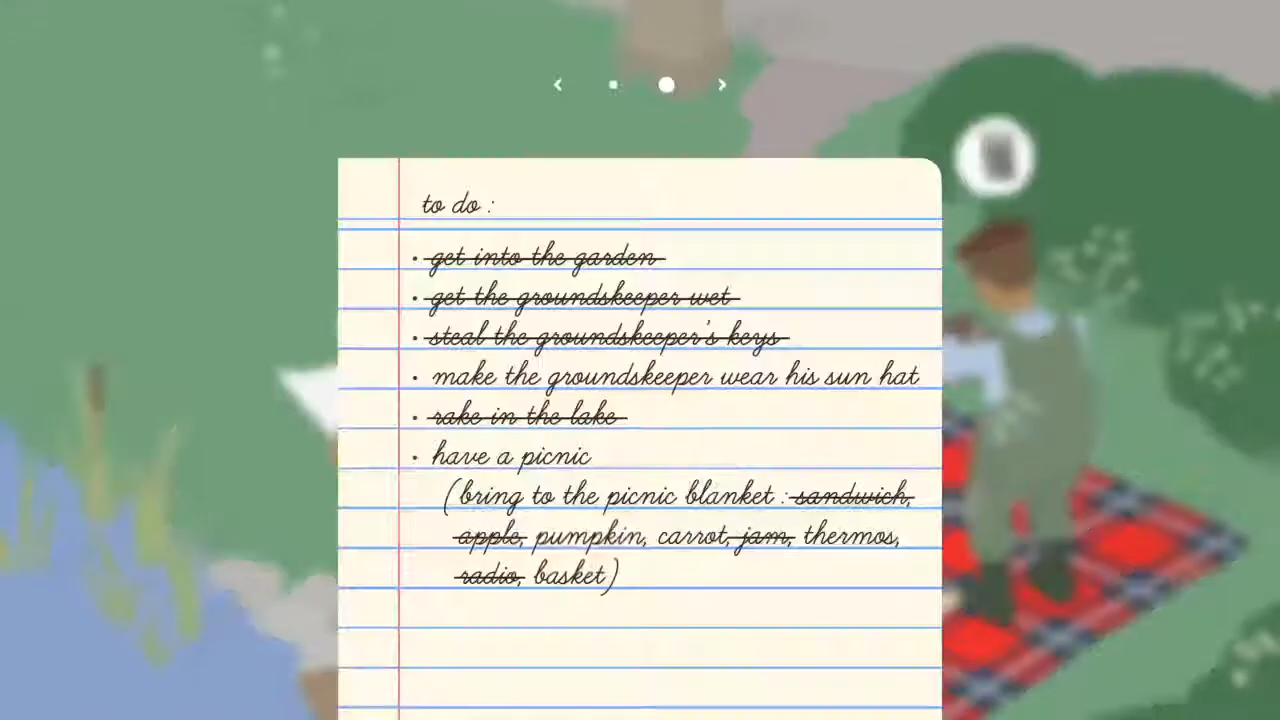 to do :
• get into the garden
• get the groundskeeper wet
• steal the groundskeeper's keys
• make the groundskeeper wear his sun hat
• rake in the lake
• have a picnic
(bring to the picnic blanket : sandwich,
apple, pumpkin, carrot, jam, thermos,
radio, basket)